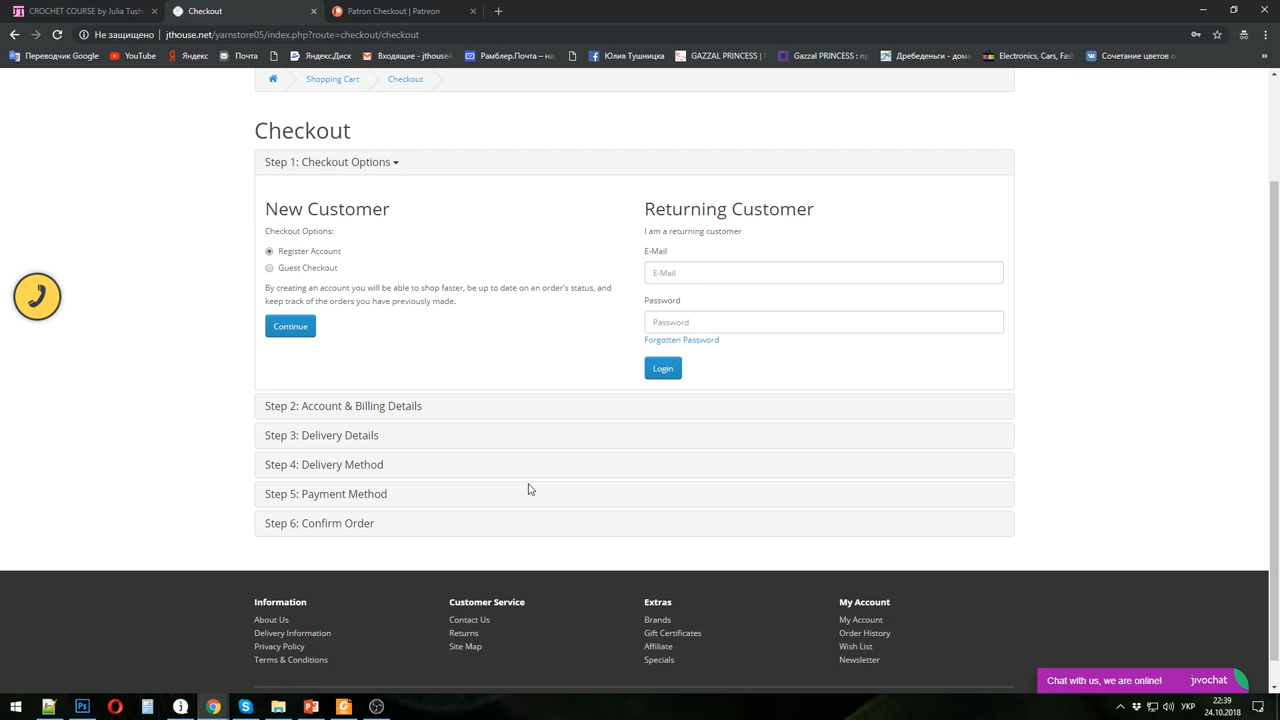 CROCHET COURSE by Julia Tush
Checkout
Patron Checkout | Patreon
Не защищено
jthouse.net/yarnstore05/index.php?route=checkout/checkout
Переводчик Google
YouTube
Яндекс
Почта
Яндекс.Диск
Входящие - jthouse4
Рамблер.Почта – на
Юлия Тушницка
GAZZAL PRINCESS |
Gazzal PRINCESS : пр
Дребеденьги - дома
Electronics, Cars, Fas
Сочетание цветов
Shopping Cart
Checkout
Checkout
Step 1: Checkout Options
New Customer
Checkout Options:
Register Account
Guest Checkout
By creating an account you will be able to shop faster, be up to date on an order's status, and
keep track of the orders you have previously made.
Continue
Returning Customer
I am a returning customer
E-Mail
E-Mail
Password
Password
Forgotten Password
Login
Step 2: Account & Billing Details
Step 3: Delivery Details
Step 4: Delivery Method
Step 5: Payment Method
Step 6: Confirm Order
Information
About Us
Delivery Information
Privacy Policy
Terms & Conditions
Customer Service
Contact Us
Returns
Site Map
Extras
Brands
Gift Certificates
Affiliate
Specials
My Account
My Account
Order History
Wish List
Newsletter
Chat with us, we are online!
jivochat
УКР
22:39
24.10.2018